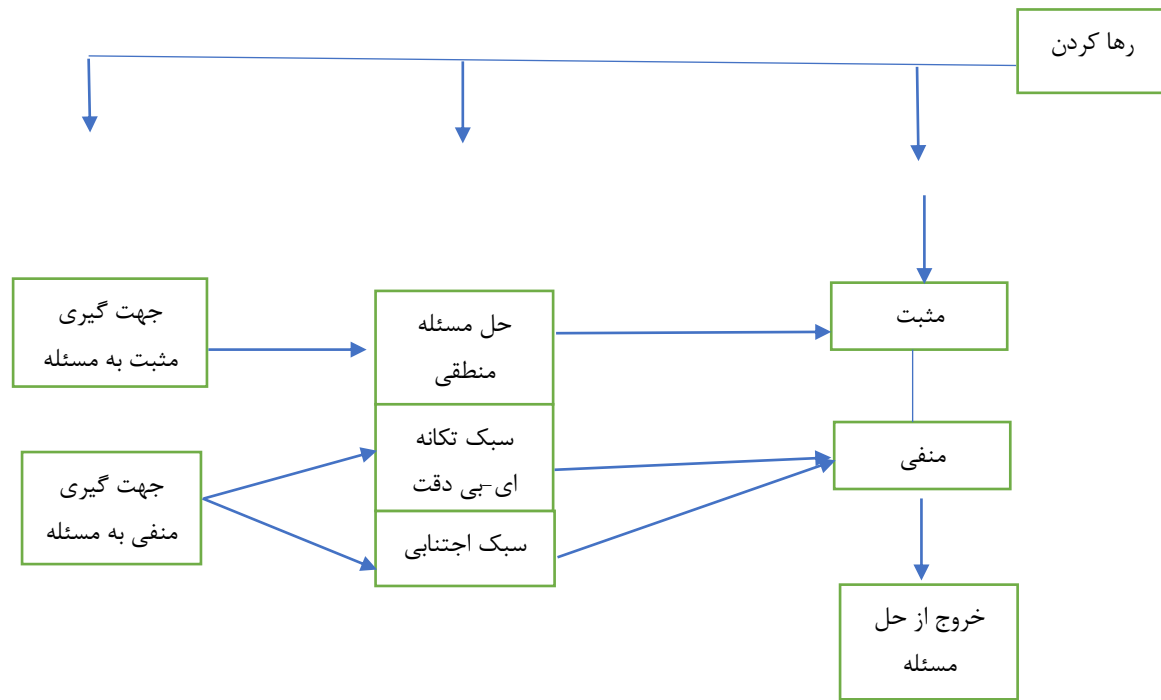 رها کردن
مثبت
حل مسئله
منطقی
جهت گیری
مثبت به مسئله
منفی
سبک تکانه
ای-بی دقت
جهت گیری
منفی به مسئله
سبک اجتنابی
خروج از حل
مسئله